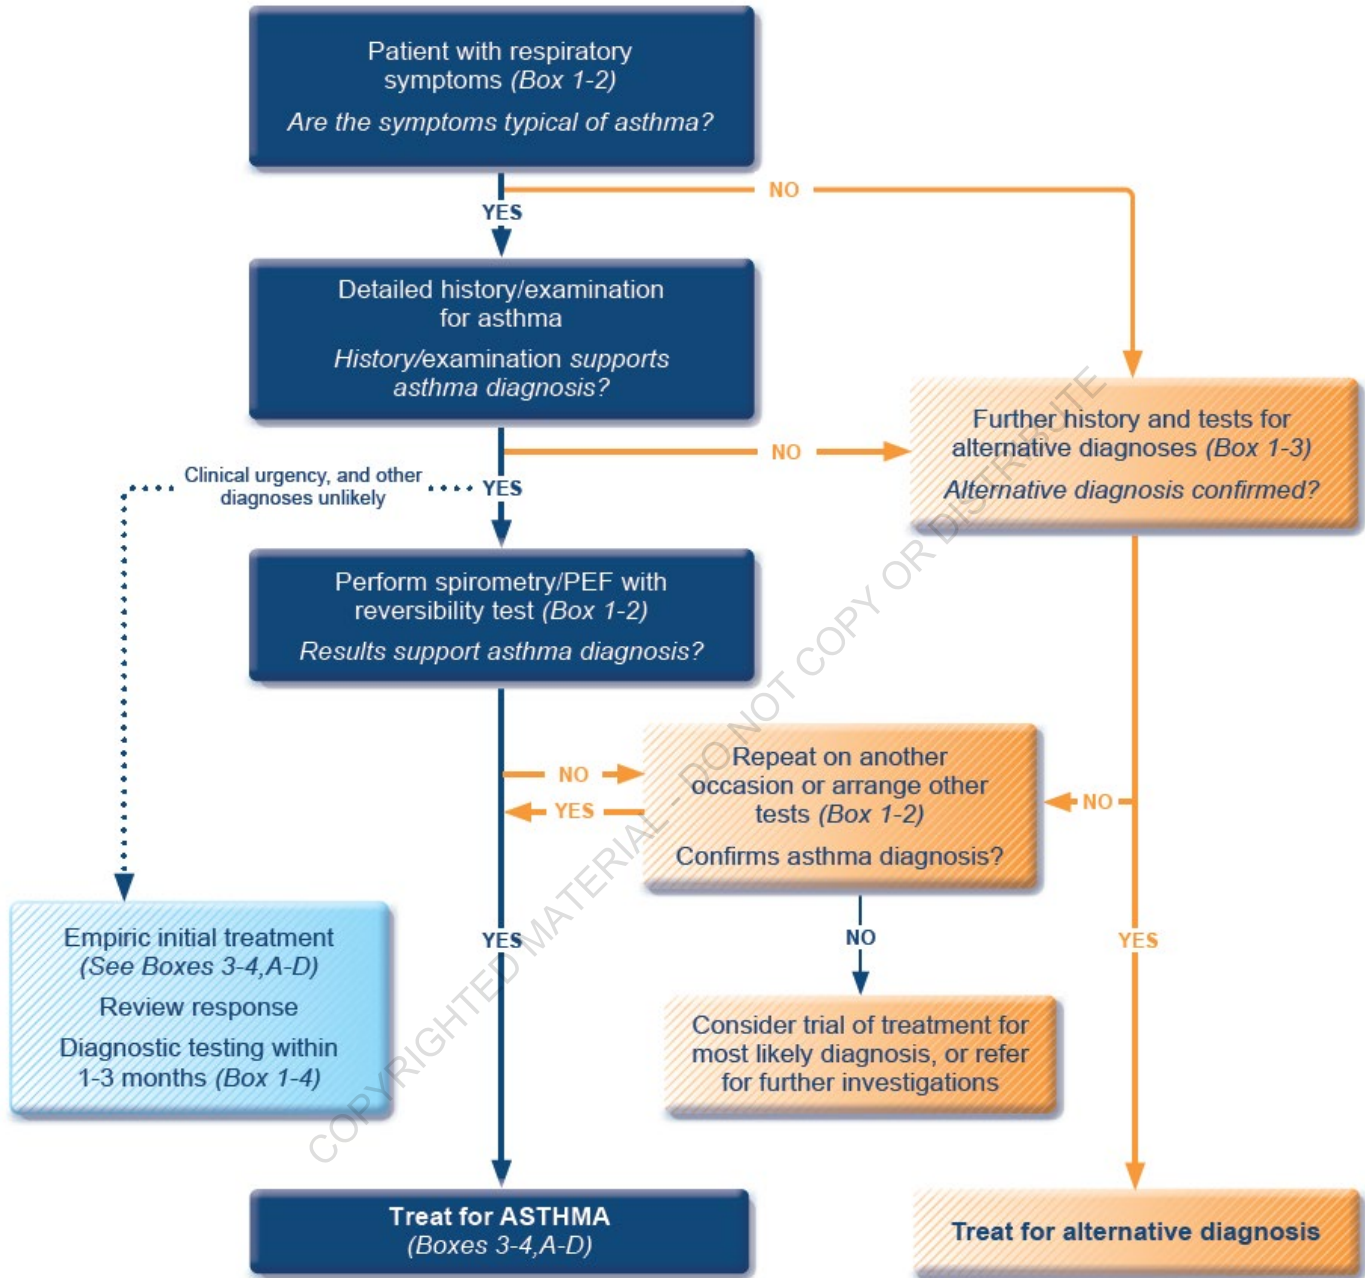 Patient with respiratory
symptoms (Box 1-2)
Are the symptoms typical of asthma?
NO
YES
Detailed history/examination
for asthma
History/examination supports
asthma diagnosis?
Further history and tests for
alternative diagnoses (Box 1-3)
Alternative diagnosis confirmed?
NO
Clinical urgency, and other
diagnoses unlikely
YES
Perform spirometry/PEF with
reversibility test (Box 1-2)
Results support asthma diagnosis?
Repeat on another
occasion or arrange other
tests (Box 1-2)
Confirms asthma diagnosis?
NO
YES
NO
Empiric initial treatment
(See Boxes 3-4,A-D)
Review response
Diagnostic testing within
1-3 months (Box 1-4)
YES
NO
YES
Consider trial of treatment for
most likely diagnosis, or refer
for further investigations
Treat for ASTHMA
(Boxes 3-4,A-D)
Treat for alternative diagnosis
COPYRIGHTED MATERIAL - DO NOT COPY OR DISTRIBUTE